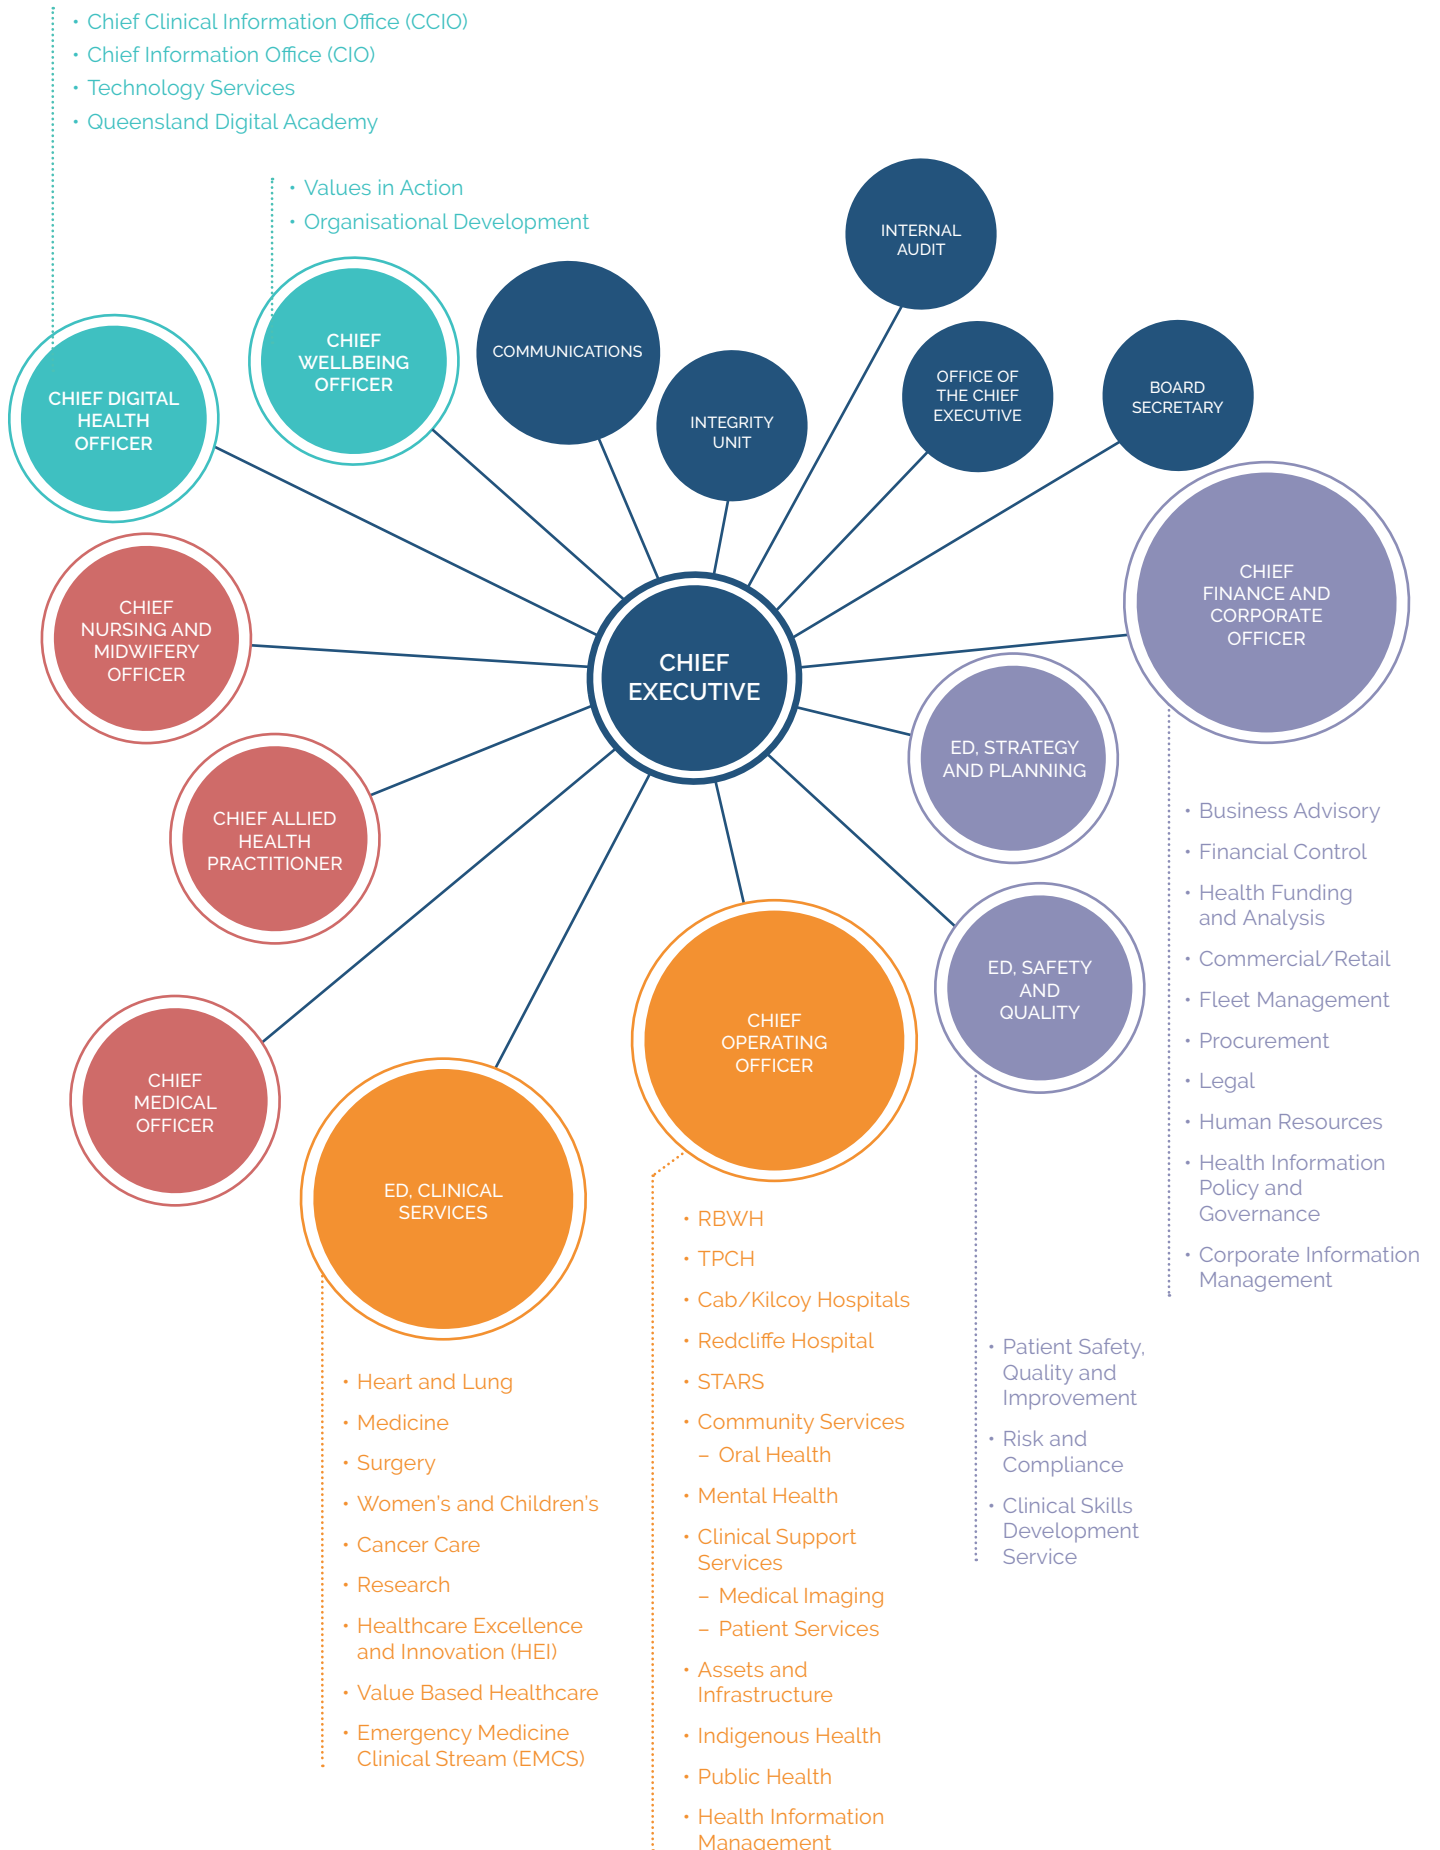 • Chief Clinical Information Office (CCIO)
• Chief Information Office (CIO)
• Technology Services
• Queensland Digital Academy
• Values in Action
• Organisational Development
INTERNAL
AUDIT
CHIEF
WELLBEING
OFFICER
COMMUNICATIONS
OFFICE OF
THE CHIEF
EXECUTIVE
BOARD
SECRETARY
CHIEF DIGITAL
HEALTH
OFFICER
INTEGRITY
UNIT
CHIEF
FINANCE AND
CORPORATE
OFFICER
CHIEF
NURSING AND
MIDWIFERY
OFFICER
CHIEF
EXECUTIVE
ED, STRATEGY
AND PLANNING
CHIEF ALLIED
HEALTH
PRACTITIONER
• Business Advisory
• Financial Control
• Health Funding
and Analysis
• Commercial/Retail
• Fleet Management
• Procurement
• Legal
• Human Resources
• Health Information
Policy and
Governance
• Corporate Information
Management
ED, SAFETY
AND
QUALITY
CHIEF
OPERATING
OFFICER
CHIEF
MEDICAL
OFFICER
ED, CLINICAL
SERVICES
• RBWH
• TPCH
• Cab/Kilcoy Hospitals
• Redcliffe Hospital
• STARS
• Community Services
– Oral Health
• Mental Health
• Clinical Support
Services
– Medical Imaging
– Patient Services
• Assets and
Infrastructure
• Indigenous Health
• Public Health
• Health Information
Management
• Patient Safety,
Quality and
Improvement
• Risk and
Compliance
• Clinical Skills
Development
Service
• Heart and Lung
• Medicine
• Surgery
• Women's and Children's
• Cancer Care
• Research
• Healthcare Excellence
and Innovation (HEI)
• Value Based Healthcare
• Emergency Medicine
Clinical Stream (EMCS)